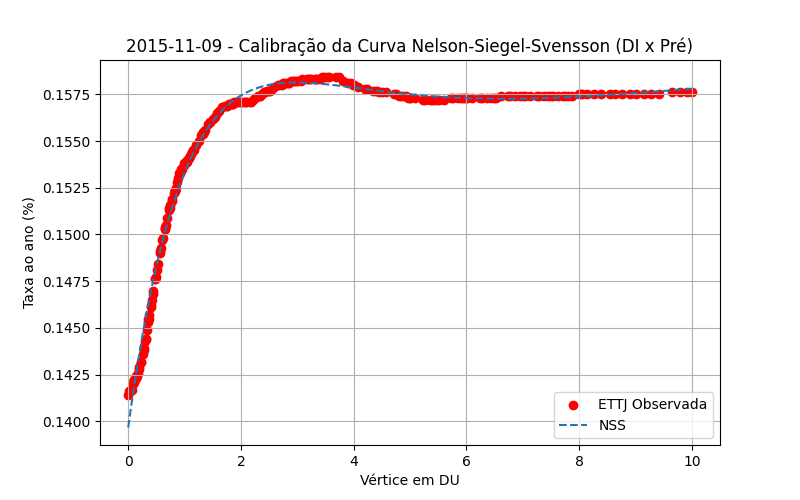 2015-11-09 - Calibração da Curva Nelson-Siegel-Svensson (DI x Pré)
Taxa ao ano (%)
0.1575
0.1550
0.1525
0.1500
0.1475
0.1450
0.1425
0.1400
ETTJ Observada
NSS
0 2 4 6 8 10
Vértice em DU